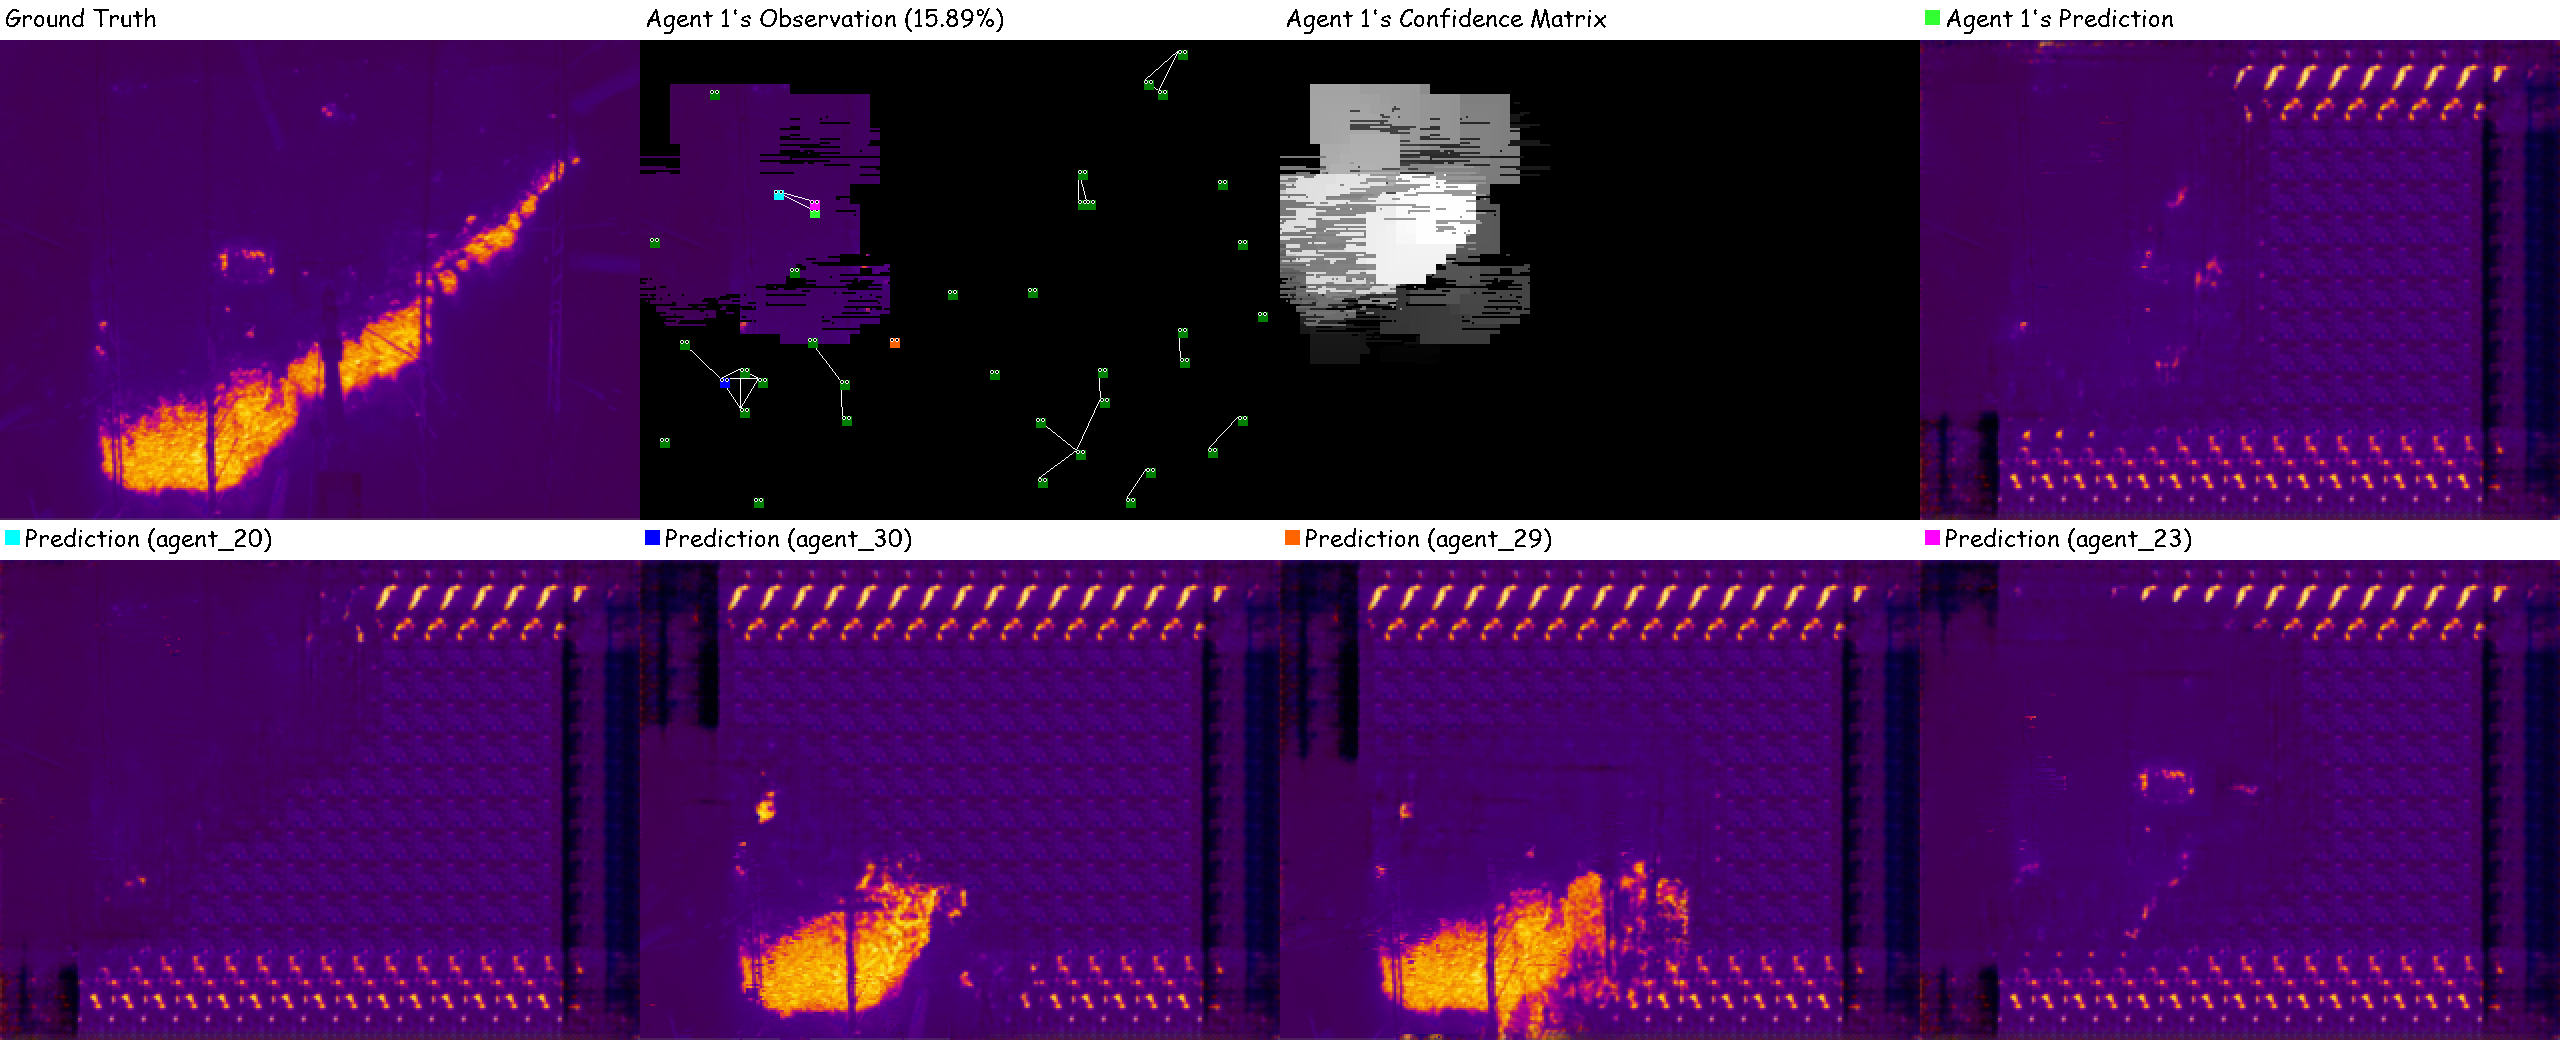 Ground Truth
Agent 1's Observation (15.89%)
Agent 1's Confidence Matrix
Agent 1's Prediction
Prediction (agent_20)
Prediction (agent_30)
Prediction (agent_29)
Prediction (agent_23)